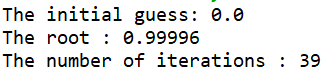 The initial guess: 0.0
The root : 0.99996
The number of iterations : 39